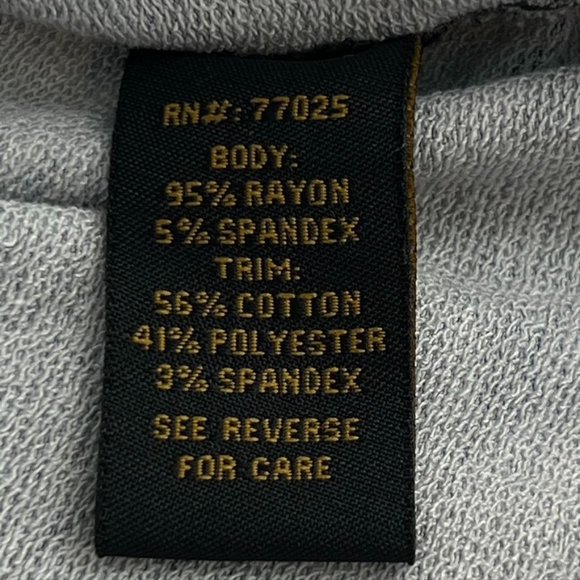 RN#: 77025
BODY:
95% RAYON
5% SPANDEX
TRIM:
56% COTTON
41% POLYESTER
3% SPANDEX
SEE REVERSE
FOR CARE